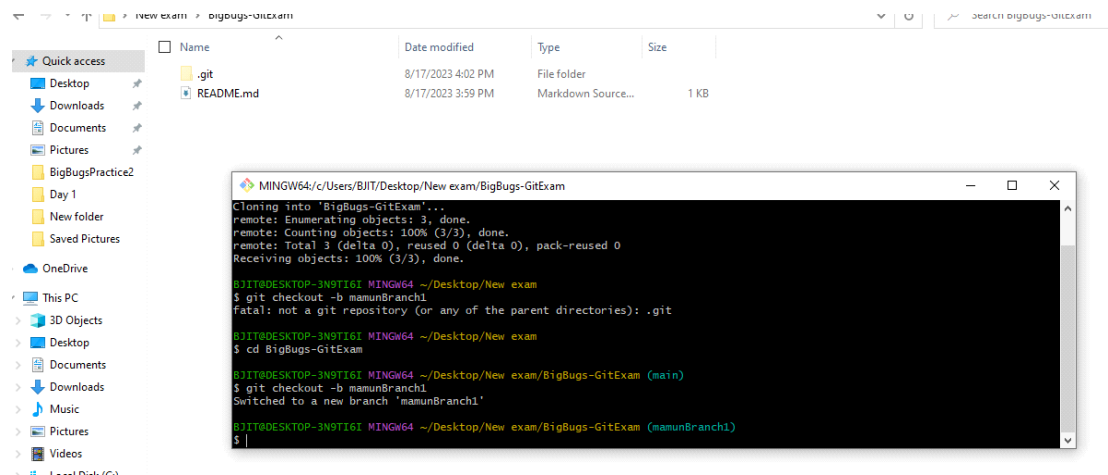 New exam > BigBugs-GitExam
Search BigBugs-GitExam
Name Date modified Type Size
.git 8/17/2023 4:02 PM File folder
README.md 8/17/2023 3:59 PM Markdown Source... 1 KB
Quick access
Desktop
Downloads
Documents
Pictures
BigBugsPractice2
Day 1
New folder
Saved Pictures
OneDrive
This PC
3D Objects
Desktop
Documents
Downloads
Music
Pictures
Videos
Local Disk (C:)
MINGW64:/c/Users/BJIT/Desktop/New exam/BigBugs-GitExam
Cloning into 'BigBugs-GitExam'...
remote: Enumerating objects: 3, done.
remote: Counting objects: 100% (3/3), done.
remote: Total 3 (delta 0), reused 0 (delta 0), pack-reused 0
Receiving objects: 100% (3/3), done.
BJIT@DESKTOP-3N9TI6I MINGW64 ~/Desktop/New exam
$ git checkout -b mamunBranch1
fatal: not a git repository (or any of the parent directories): .git
BJIT@DESKTOP-3N9TI6I MINGW64 ~/Desktop/New exam
$ cd BigBugs-GitExam
BJIT@DESKTOP-3N9TI6I MINGW64 ~/Desktop/New exam/BigBugs-GitExam (main)
$ git checkout -b mamunBranch1
Switched to a new branch 'mamunBranch1'
BJIT@DESKTOP-3N9TI6I MINGW64 ~/Desktop/New exam/BigBugs-GitExam (mamunBranch1)
$